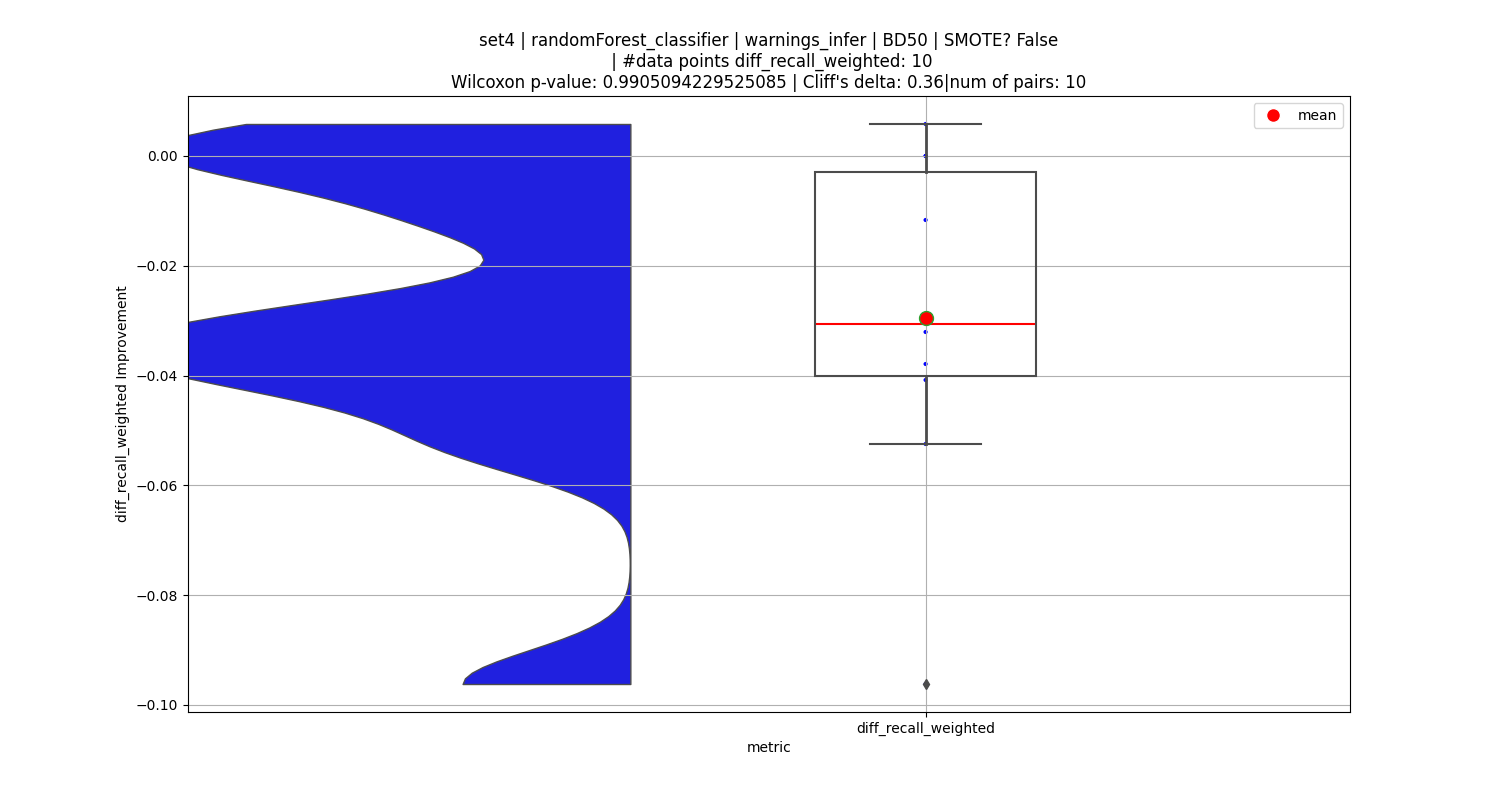 set4 | randomForest_classifier | warnings_infer | BD50 | SMOTE? False
| #data points diff_recall_weighted: 10
Wilcoxon p-value: 0.9905094229525085 | Cliff's delta: 0.36|num of pairs: 10
mean
0.00
−0.02
−0.04
−0.06
−0.08
−0.10
diff_recall_weighted Improvement
diff_recall_weighted
metric